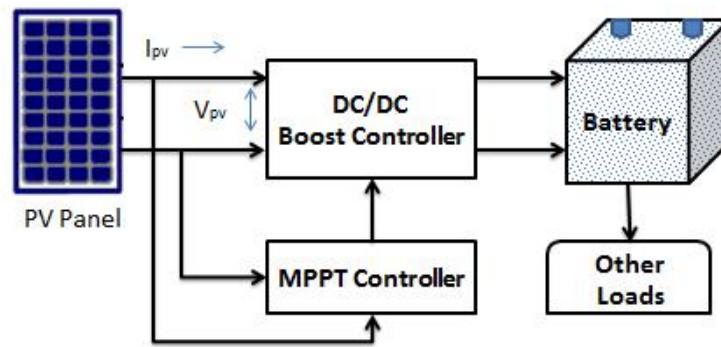 Ipv
Vpv
DC/DC
Boost Controller
Battery
PV Panel
MPPT Controller
Other
Loads